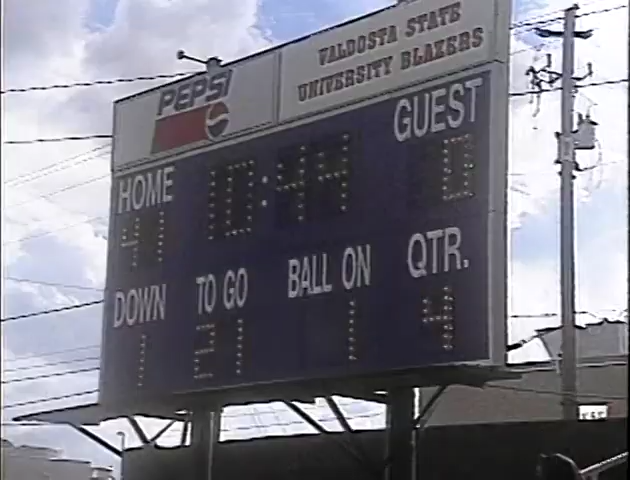 PEPSI
VALDOSTA STATE
UNIVERSITY BLAZERS
HOME 10:44 GUEST
41 0
DOWN TO GO BALL ON QTR.
1 21 1 4